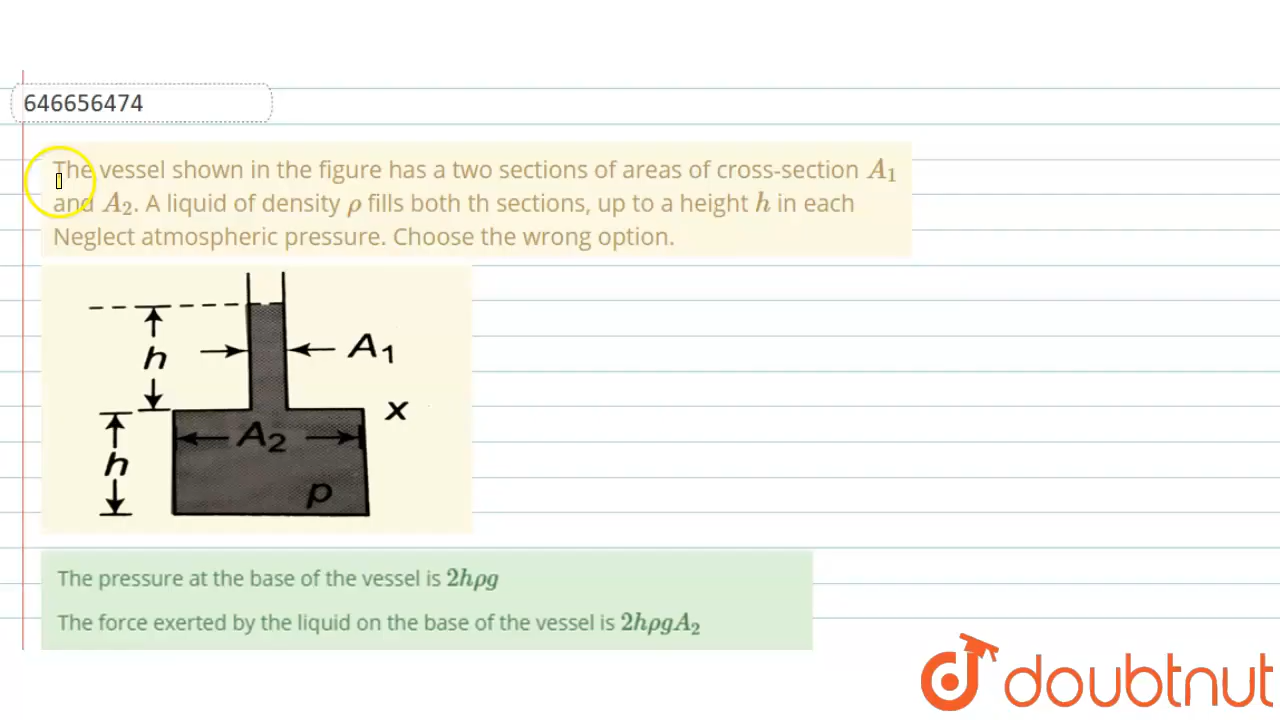 646656474
The vessel shown in the figure has a two sections of areas of cross-section A₁
and A₂. A liquid of density ρ fills both th sections, up to a height h in each
Neglect atmospheric pressure. Choose the wrong option.
h
A₁
x
A₂
h
ρ
The pressure at the base of the vessel is 2hρg
The force exerted by the liquid on the base of the vessel is 2hρgA₂
doubtnut